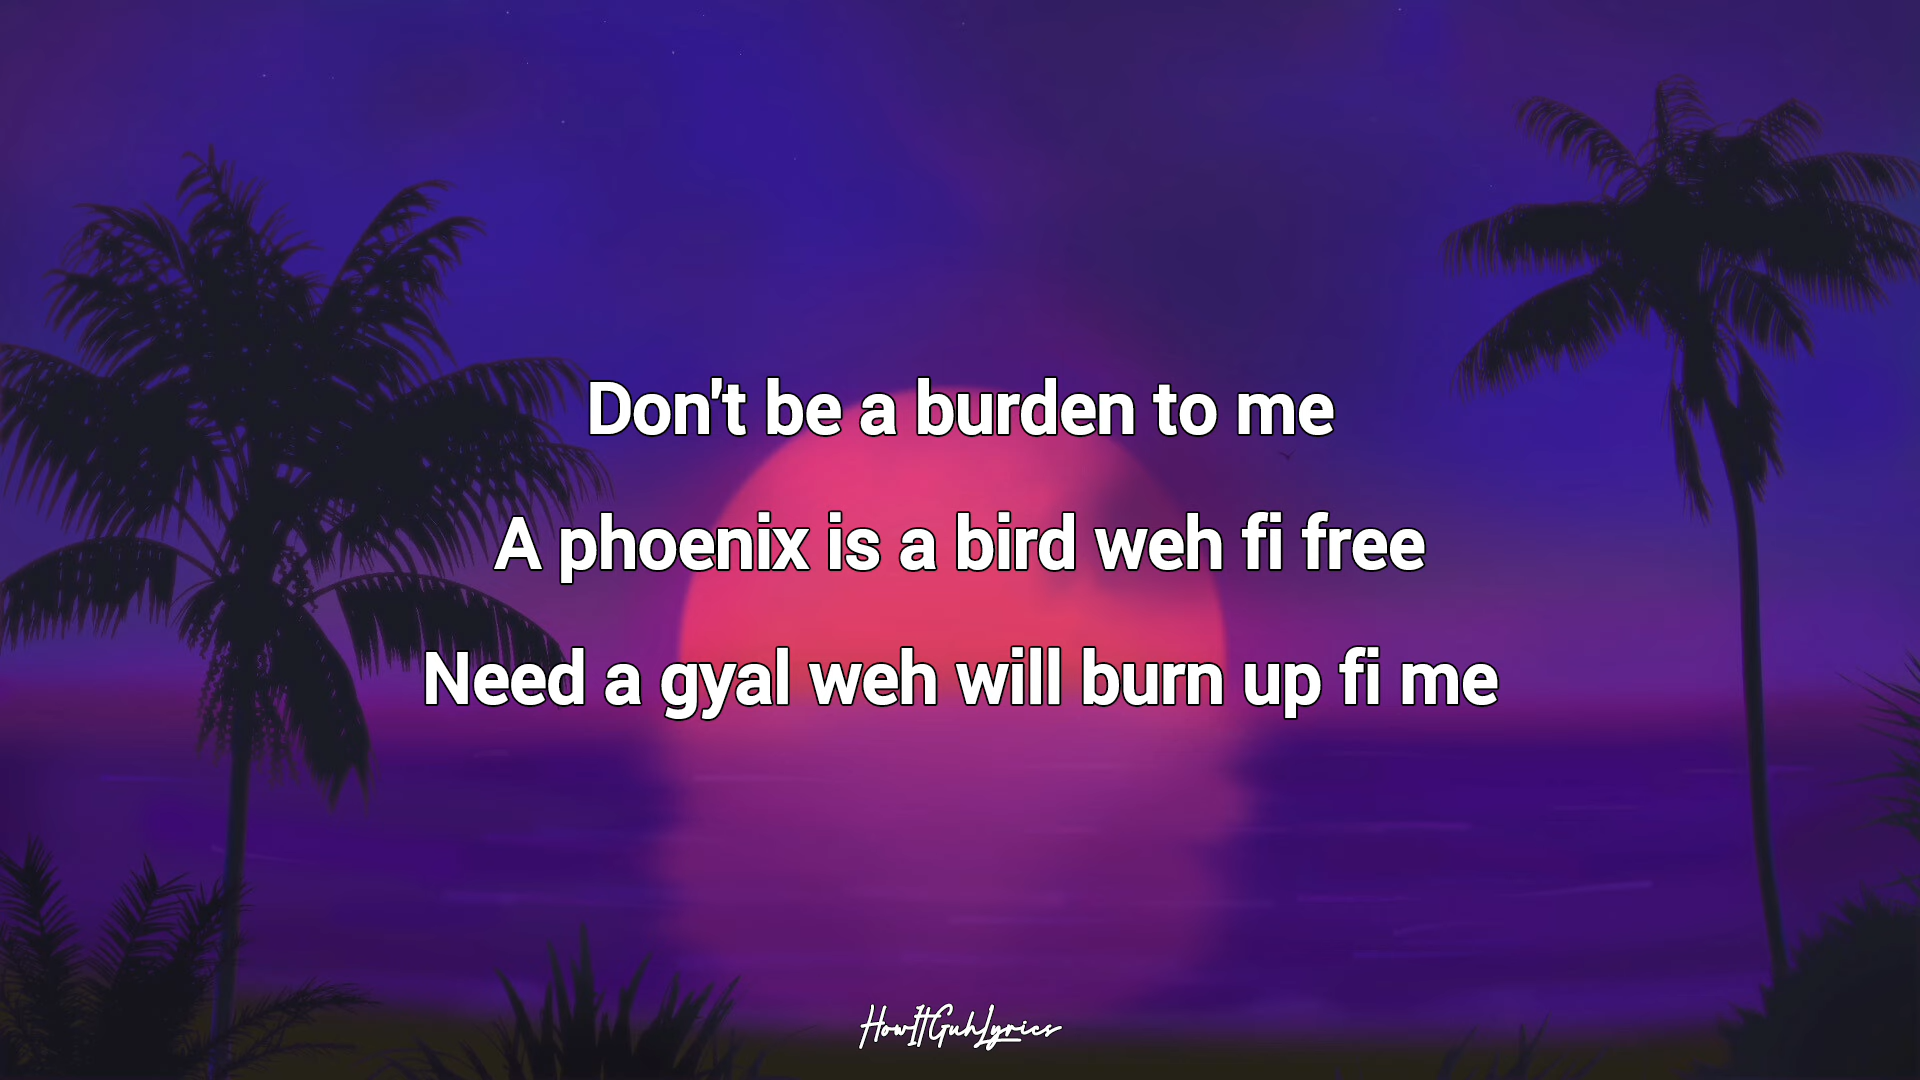 Don't be a burden to me
A phoenix is a bird weh fi free
Need a gyal weh will burn up fi me
HowItGuhLyrics